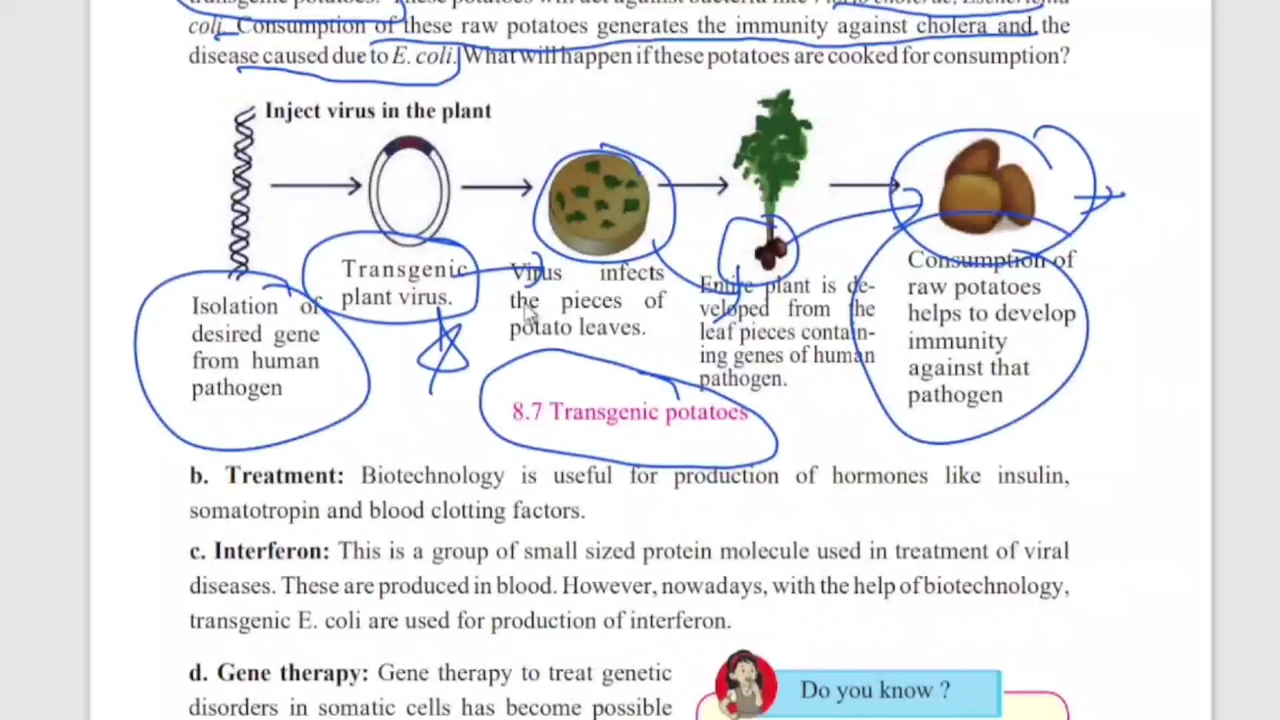 coli. Consumption of these raw potatoes generates the immunity against cholera and the
disease caused due to E. coli. What will happen if these potatoes are cooked for consumption?
Inject virus in the plant
Isolation of
desired gene
from human
pathogen
Transgenic
plant virus.
Virus infects
the pieces of
potato leaves.
Entire plant is de-
veloped from the
leaf pieces contain-
ing genes of human
pathogen.
Consumption of
raw potatoes
helps to develop
immunity
against that
pathogen
8.7 Transgenic potatoes
b. Treatment: Biotechnology is useful for production of hormones like insulin,
somatotropin and blood clotting factors.
c. Interferon: This is a group of small sized protein molecule used in treatment of viral
diseases. These are produced in blood. However, nowadays, with the help of biotechnology,
transgenic E. coli are used for production of interferon.
d. Gene therapy: Gene therapy to treat genetic
disorders in somatic cells has become possible
Do you know ?